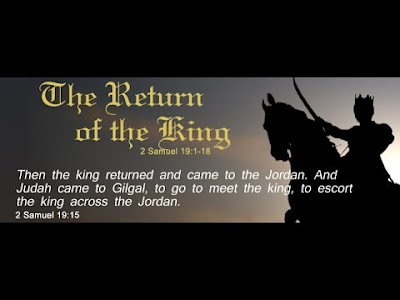 The Return
of the King
2 Samuel 19:1-18
Then the king returned and came to the Jordan. And
Judah came to Gilgal, to go to meet the king, to escort
the king across the Jordan.
2 Samuel 19:15